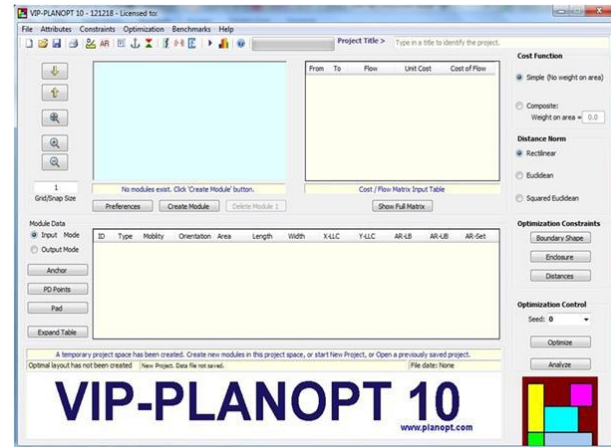 VIP-PLANOPT 10 - 121218 - Licensed to:
File Attributes Constraints Optimization Benchmarks Help
AR
Project Title > Type in a title to identify the project.
From To Flow Unit Cost Cost of Flow
Cost Function
Simple (No weight on area)
Composite:
Weight on area = 0.0
Distance Norm
Rectilinear
Euclidean
Squared Euclidean
1
Grid/Snap Size
No modules exist. Click 'Create Module' button.
Cost / Flow Matrix Input Table
Preferences Create Module Delete Module 1 Show Full Matrix
Module Data
Input Mode
Output Mode
ID Type Mobility Orientation Area Length Width X-LLC Y-LLC AR-LB AR-UB AR-Set
Anchor
PD Points
Pad
Expand Table
Optimization Constraints
Boundary Shape
Enclosure
Distances
Optimization Control
Seed: 0
Optimize
Analyze
A temporary project space has been created. Create new modules in this project space, or start New Project, or Open a previously saved project.
Optimal layout has not been created New Project. Data file not saved. File date: None
VIP-PLANOPT 10
www.planopt.com